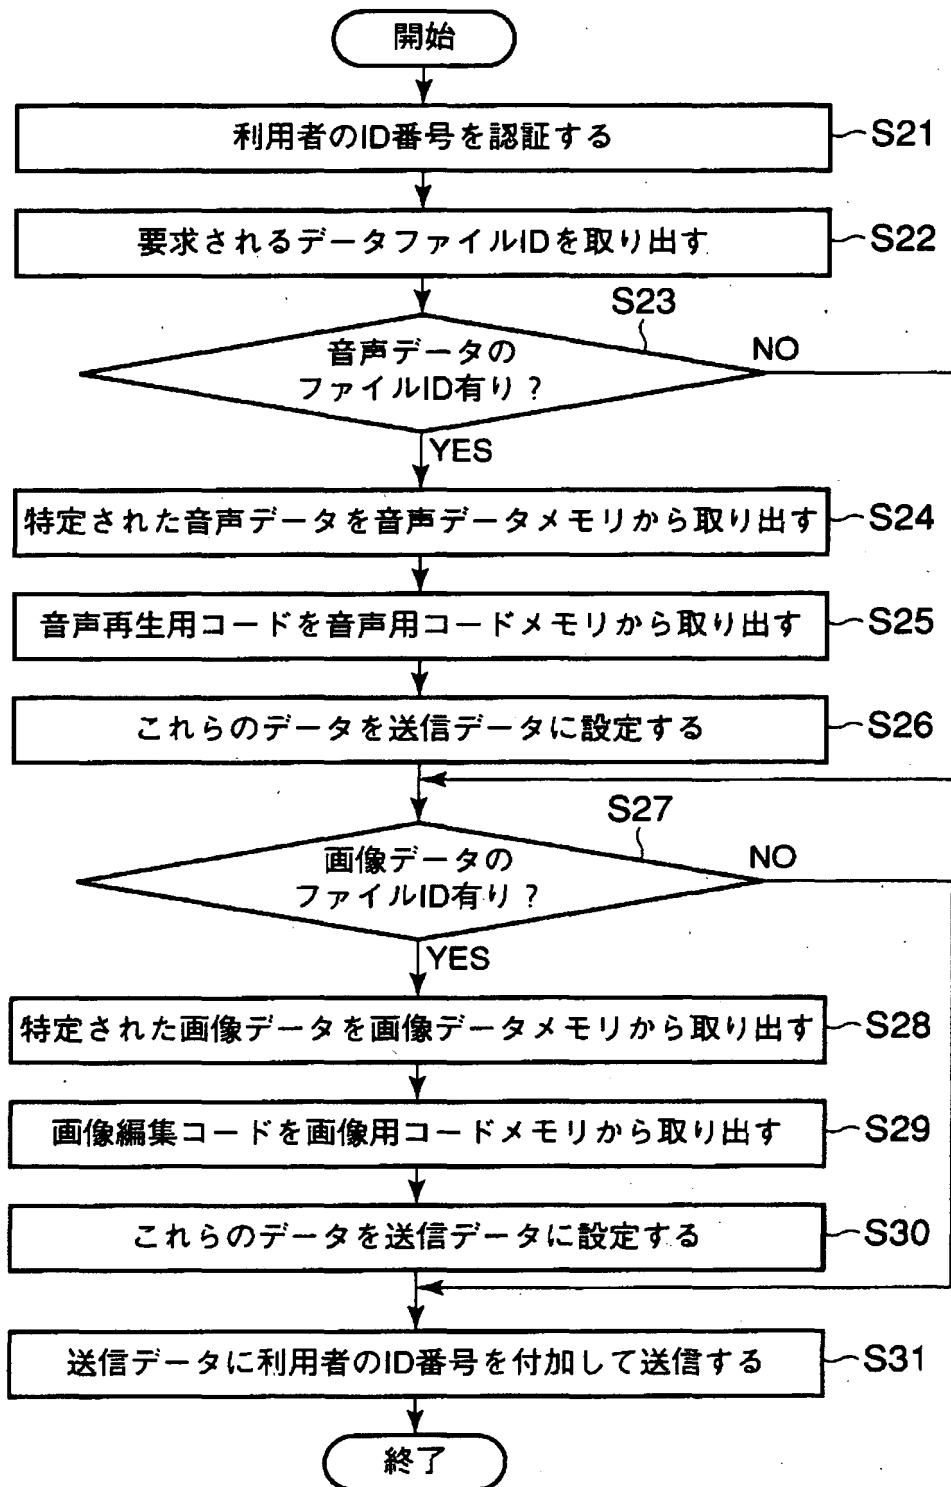 開始
利用者のID番号を認証する
S21
要求されるデータファイルIDを取り出す
S22
S23
音声データの
ファイルID有り？
NO
YES
特定された音声データを音声データメモリから取り出す
S24
音声再生用コードを音声用コードメモリから取り出す
S25
これらのデータを送信データに設定する
S26
S27
画像データの
ファイルID有り？
NO
YES
特定された画像データを画像データメモリから取り出す
S28
画像編集コードを画像用コードメモリから取り出す
S29
これらのデータを送信データに設定する
S30
送信データに利用者のID番号を付加して送信する
S31
終了